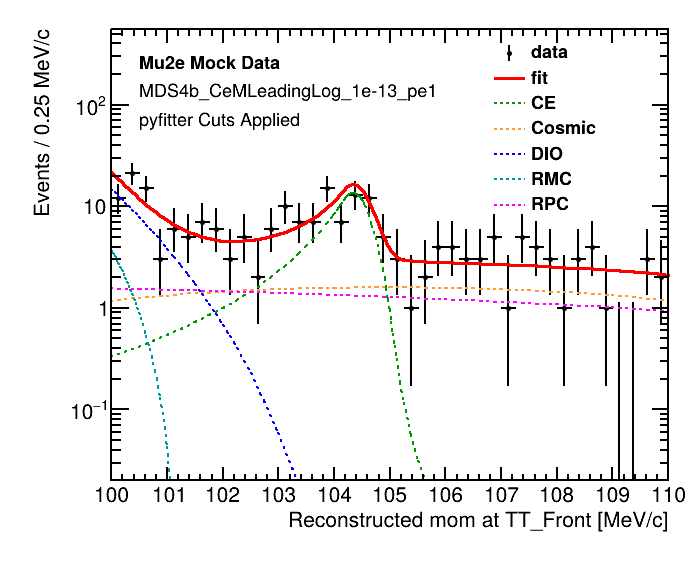 Mu2e Mock Data
MDS4b_CeMLeadingLog_1e-13_pe1
pyfitter Cuts Applied
data
fit
CE
Cosmic
DIO
RMC
RPC
Events / 0.25 MeV/c
10²
10
1
10⁻¹
100 101 102 103 104 105 106 107 108 109 110
Reconstructed mom at TT_Front [MeV/c]